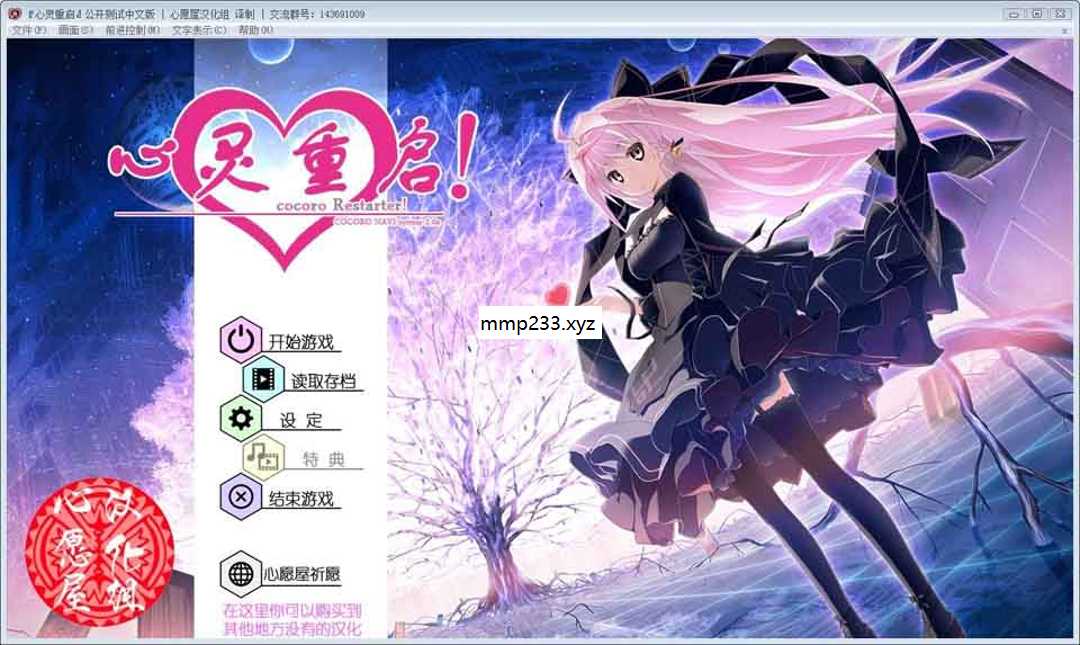 『心灵重启』公开测试中文版 | 心愿屋汉化组 译制 | 交流群号: 143691009
文件(F) 画面(S) 前进控制(M) 文字表示(C) 帮助(X)
心灵重启!
cocoro Restarter!
COCORO NAVI
mmp233.xyz
开始游戏
读取存档
设 定
特 典
结束游戏
心愿屋
汉化组
心愿屋祈愿
在这里你可以购买到
其他地方没有的汉化